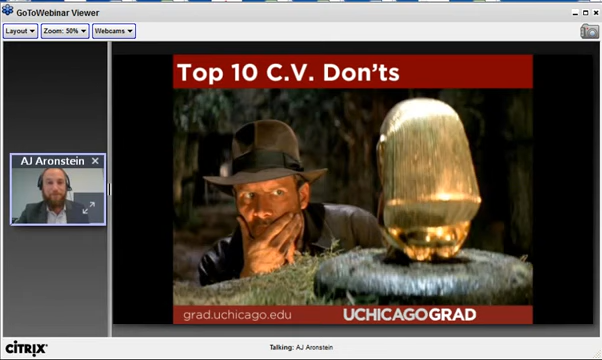 GoToWebinar Viewer
Layout
Zoom: 50%
Webcams
Top 10 C.V. Don'ts
AJ Aronstein
grad.uchicago.edu
UCHICAGOGRAD
CITRIX
Talking: AJ Aronstein